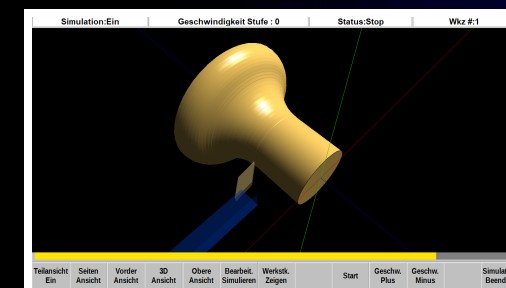 Simulation:Ein Geschwindigkeit Stufe : 0 Status:Stop Wkz #:1
Teilansicht Seiten Vorder 3D Obere Bearbeit. Werkstk. Start Geschw. Geschw. Simulat
Ein Ansicht Ansicht Ansicht Ansicht Simulieren Zeigen Plus Minus Beend